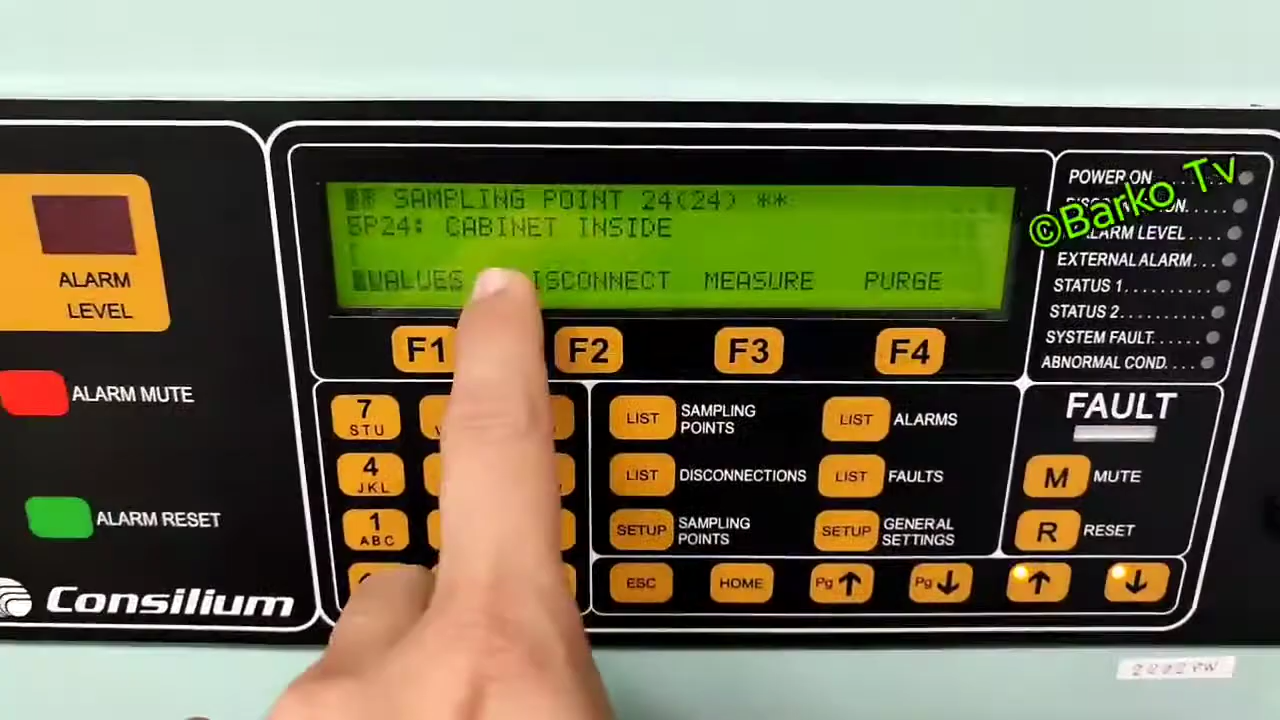 ** SAMPLING POINT 24(24) **
SP24: CABINET INSIDE
VALUES DISCONNECT MEASURE PURGE
F1 F2 F3 F4
ALARM
LEVEL
ALARM MUTE
ALARM RESET
Consilium
7
STU
4
JKL
1
ABC
LIST SAMPLING POINTS
LIST ALARMS
LIST DISCONNECTIONS
LIST FAULTS
SETUP SAMPLING POINTS
SETUP GENERAL SETTINGS
ESC HOME Pg↑ Pg↓ ↑ ↓
POWER ON
ALARM LEVEL.....
EXTERNAL ALARM....
STATUS 1
STATUS 2
SYSTEM FAULT......
ABNORMAL COND....
FAULT
M MUTE
R RESET
©Barko Tv